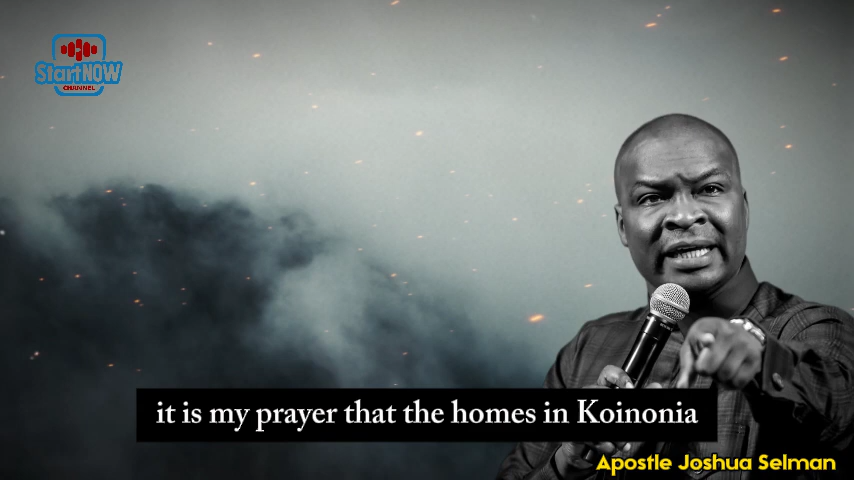 StartNOW
CHANNEL
it is my prayer that the homes in Koinonia
Apostle Joshua Selman